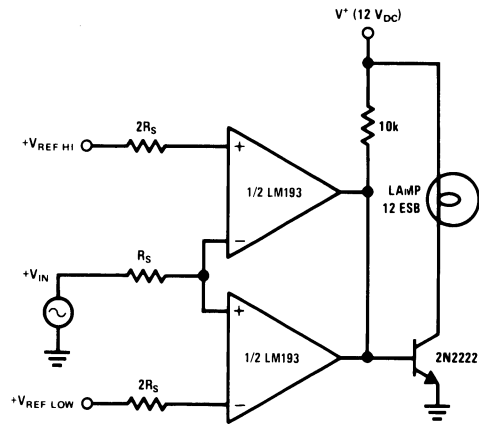 V+ (12 VDC)
10k
2RS
+VREF HI
+
1/2 LM193
−
LAMP
12 ESB
RS
+VIN
+
1/2 LM193
−
2N2222
2RS
+VREF LOW